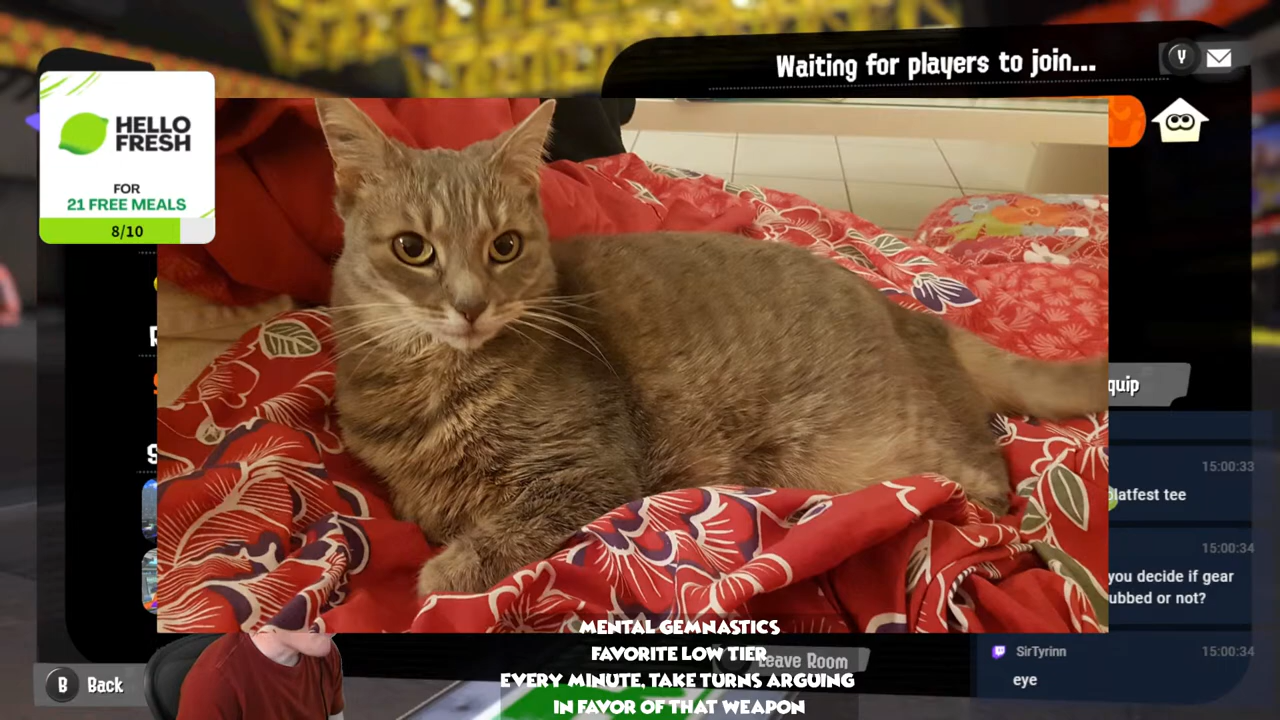 Waiting for players to join...
Y
HELLO
FRESH
FOR
21 FREE MEALS
8/10
quip
15:00:33
latfest tee
15:00:34
you decide if gear
ubbed or not?
SirTyrinn
15:00:34
eye
MENTAL GEMNASTICS
FAVORITE LOW TIER
Leave Room
EVERY MINUTE, TAKE TURNS ARGUING
IN FAVOR OF THAT WEAPON
B Back